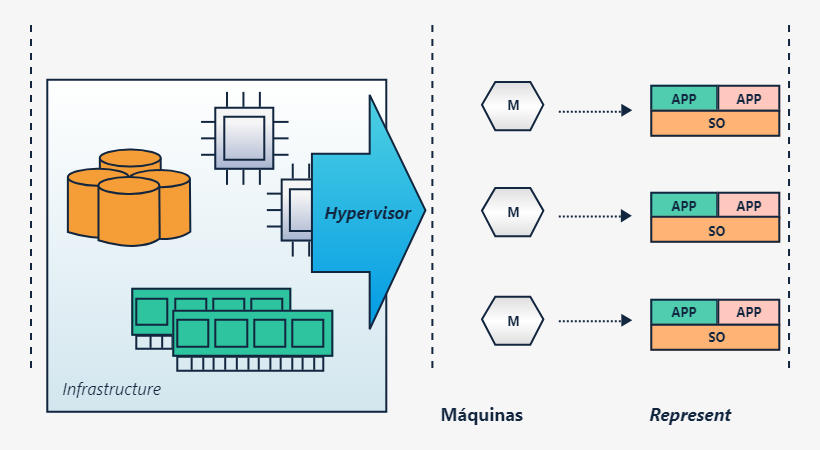 Hypervisor
Infrastructure
M
APP APP
SO
M
APP APP
SO
M
APP APP
SO
Máquinas
Represent